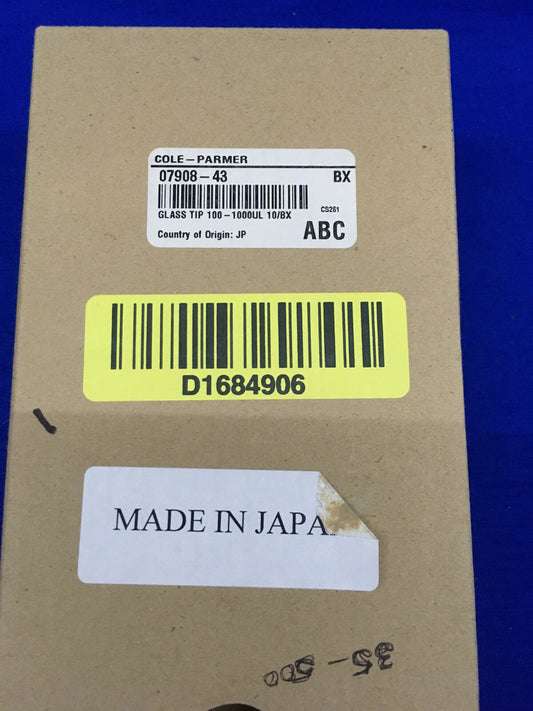 COLE-PARMER
07908-43 BX
GLASS TIP 100-1000UL 10/BX CS261
Country of Origin: JP ABC
D1684906
MADE IN JAPA
35-500